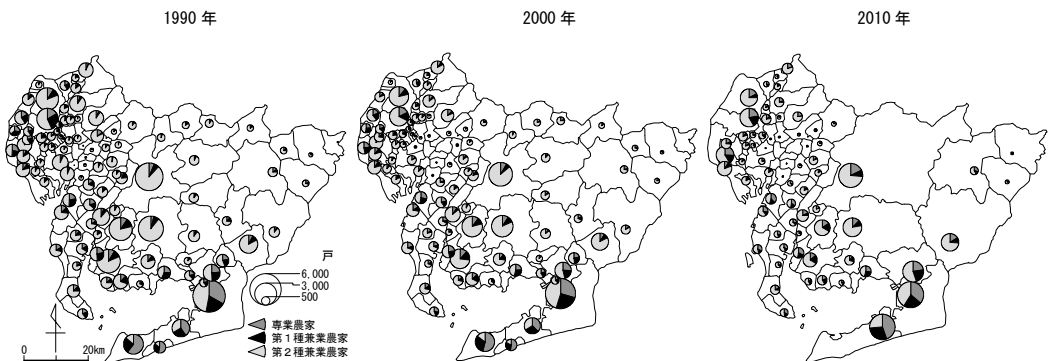 1990 年
2000 年
2010 年
戸
6,000
3,000
500
専業農家
第1種兼業農家
第2種兼業農家
0 20km